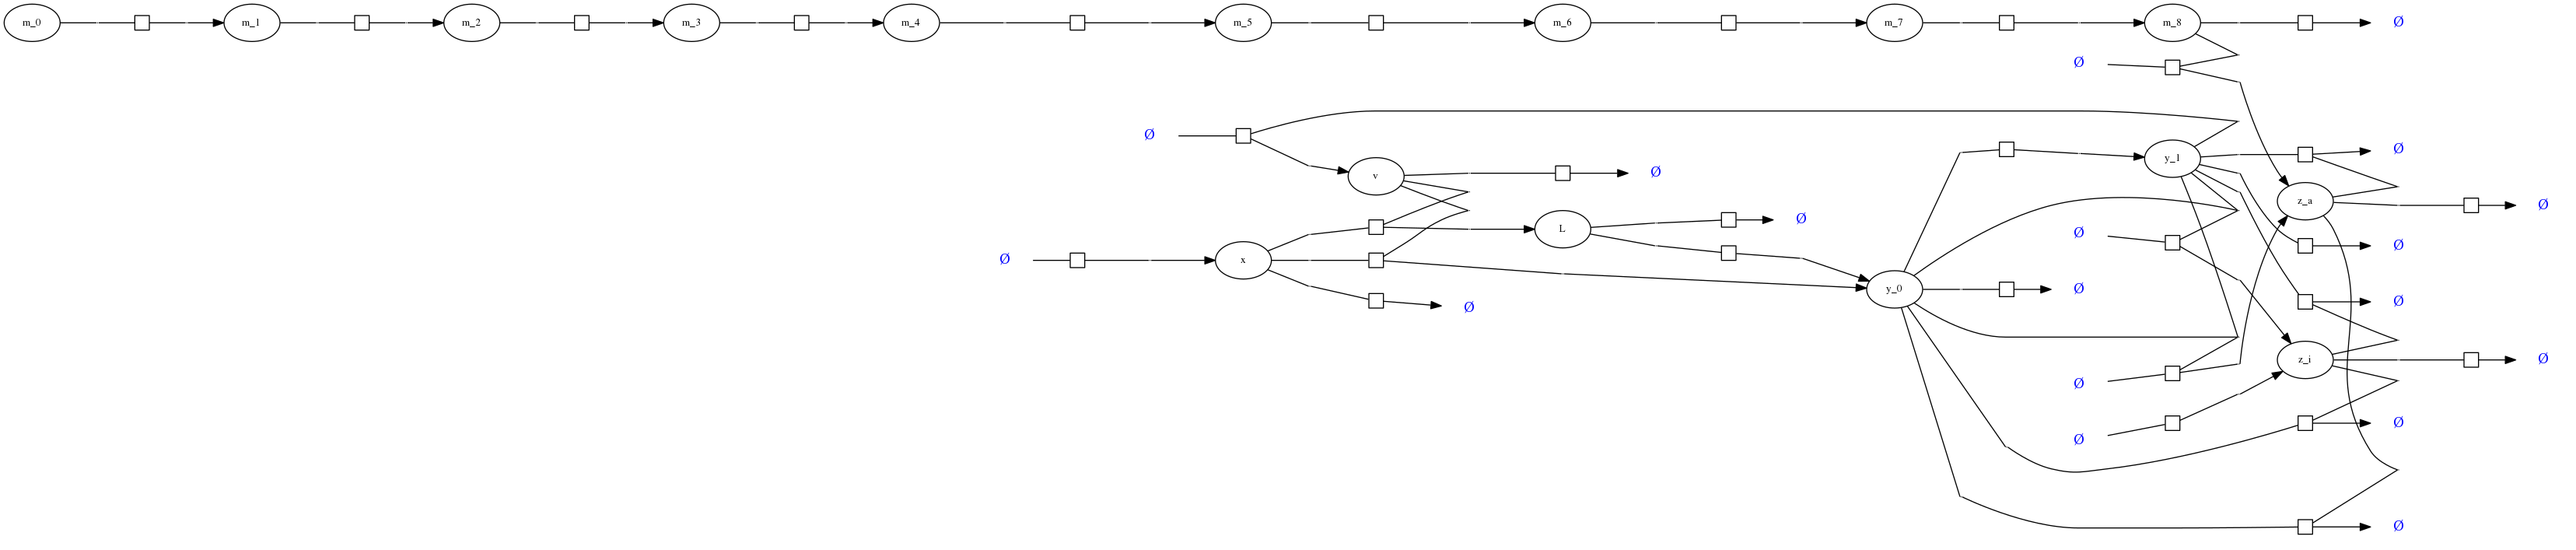 m_0 m_1 m_2 m_3 m_4 m_5 m_6 m_7 m_8 Ø
Ø
Ø
y_1 Ø
v Ø
z_a Ø
L Ø
Ø x
Ø Ø
y_0 Ø
Ø
Ø
z_i Ø
Ø
Ø Ø
Ø